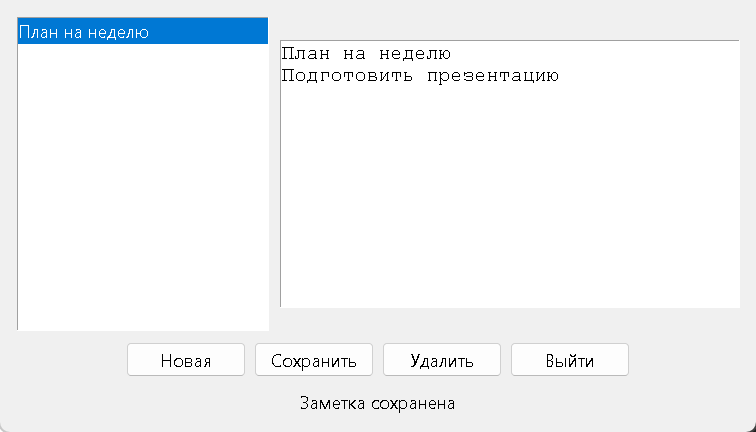 План на неделю
План на неделю
Подготовить презентацию
Новая
Сохранить
Удалить
Выйти
Заметка сохранена